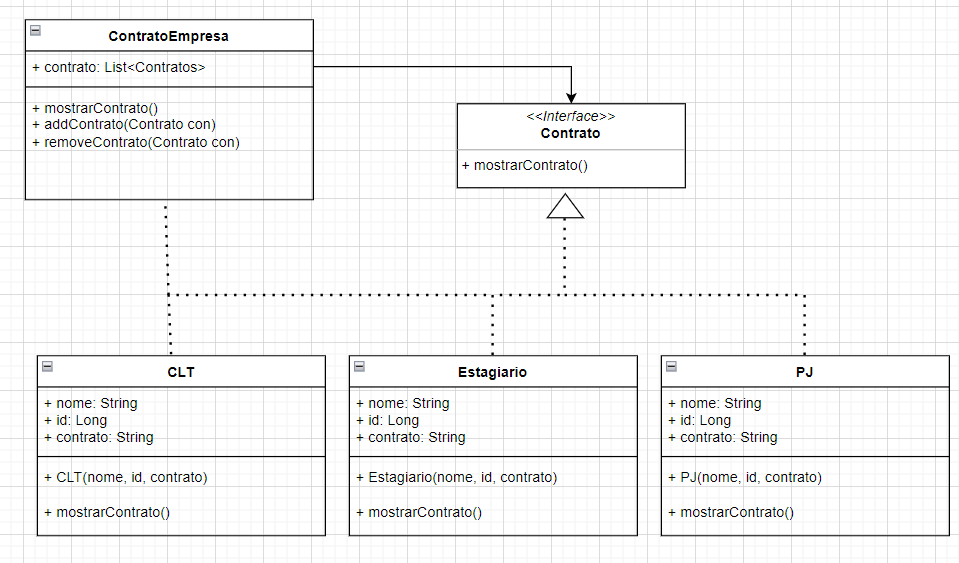 ContratoEmpresa
+ contrato: List<Contratos>
+ mostrarContrato()
+ addContrato(Contrato con)
+ removeContrato(Contrato con)
<<Interface>>
Contrato
+ mostrarContrato()
CLT
+ nome: String
+ id: Long
+ contrato: String
+ CLT(nome, id, contrato)
+ mostrarContrato()
Estagiario
+ nome: String
+ id: Long
+ contrato: String
+ Estagiario(nome, id, contrato)
+ mostrarContrato()
PJ
+ nome: String
+ id: Long
+ contrato: String
+ PJ(nome, id, contrato)
+ mostrarContrato()